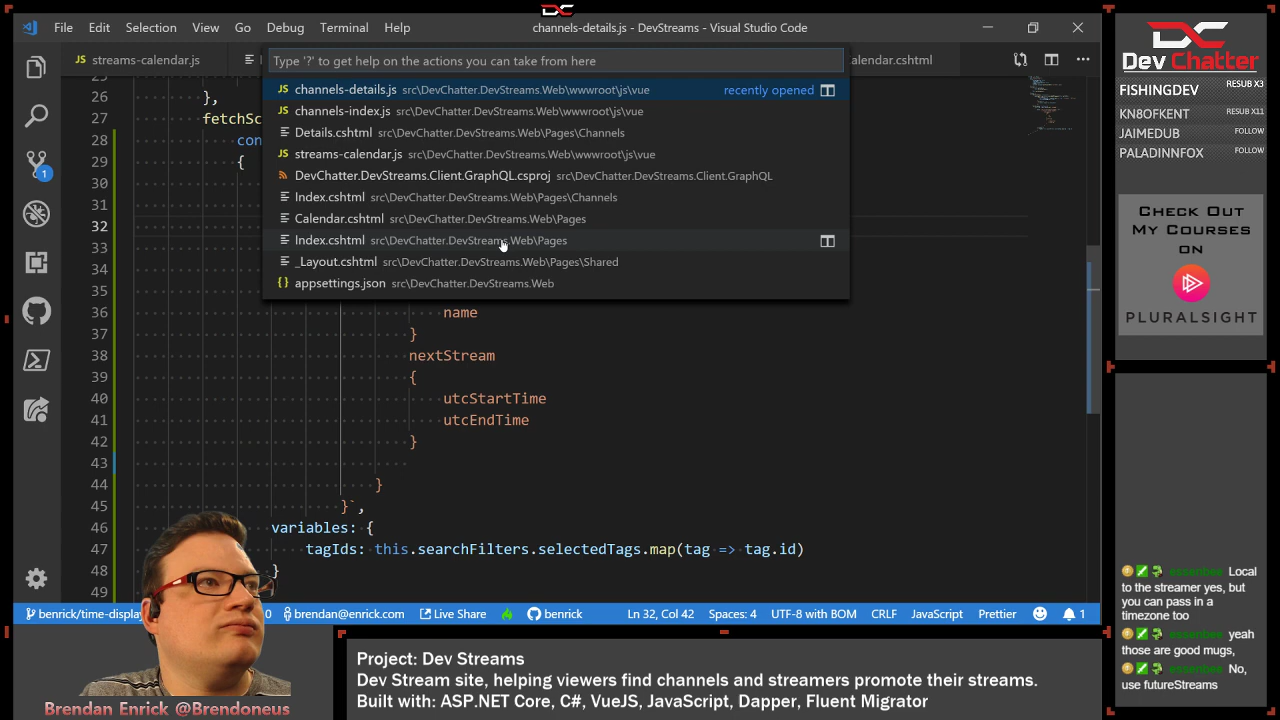 File Edit Selection View Go Debug Terminal Help
channels-details.js - DevStreams - Visual Studio Code
JS streams-calendar.js
alendar.cshtml
Type '?' to get help on the actions you can take from here
JS channels-details.js src\DevChatter.DevStreams.Web\wwwroot\js\vue recently opened
JS channels-index.js src\DevChatter.DevStreams.Web\wwwroot\js\vue
Details.cshtml src\DevChatter.DevStreams.Web\Pages\Channels
JS streams-calendar.js src\DevChatter.DevStreams.Web\wwwroot\js\vue
DevChatter.DevStreams.Client.GraphQL.csproj src\DevChatter.DevStreams.Client.GraphQL
Index.cshtml src\DevChatter.DevStreams.Web\Pages\Channels
Calendar.cshtml src\DevChatter.DevStreams.Web\Pages
Index.cshtml src\DevChatter.DevStreams.Web\Pages
_Layout.cshtml src\DevChatter.DevStreams.Web\Pages\Shared
{} appsettings.json src\DevChatter.DevStreams.Web
25
26 },
27 fetchSc
28 con
29 {
30
31
32
33
34
35
36 name
37 }
38 nextStream
39 {
40 utcStartTime
41 utcEndTime
42 }
43
44 }
45 }`,
46 variables: {
47 tagIds: this.searchFilters.selectedTags.map(tag => tag.id)
48 }
49
1
benrick/time-display 0 brendan@enrick.com Live Share benrick Ln 32, Col 42 Spaces: 4 UTF-8 with BOM CRLF JavaScript Prettier 1
DC
Dev Chatter
FISHINGDEV RESUB X3
KN8OFKENT RESUB X11
JAIMEDUB FOLLOW
PALADINNFOX FOLLOW
CHECK OUT
MY COURSES
ON
PLURALSIGHT
essenbee Local
to the streamer yes, but
you can pass in a
timezone too
essenbee yeah
those are good mugs,
essenbee No,
use futureStreams
Brendan Enrick @Brendoneus
Project: Dev Streams
Dev Stream site, helping viewers find channels and streamers promote their streams.
Built with: ASP.NET Core, C#, VueJS, JavaScript, Dapper, Fluent Migrator